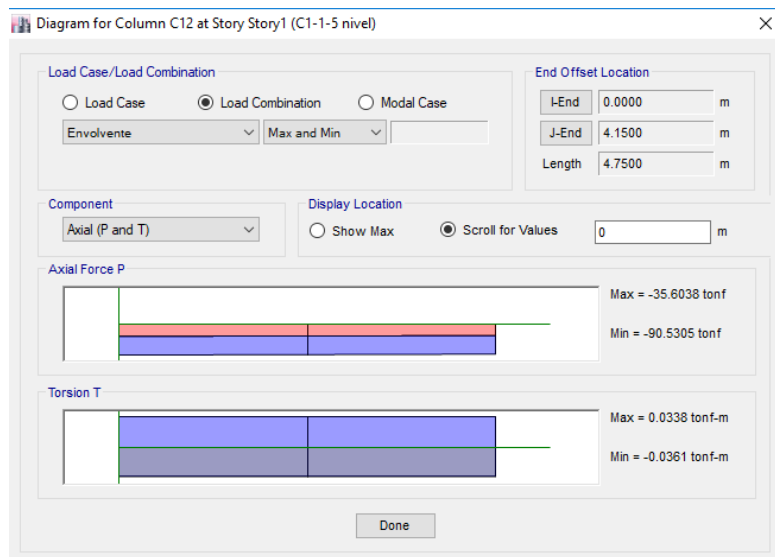 Diagram for Column C12 at Story Story1 (C1-1-5 nivel)
Load Case/Load Combination
Load Case Load Combination Modal Case
Envolvente Max and Min
End Offset Location
I-End 0.0000 m
J-End 4.1500 m
Length 4.7500 m
Component
Axial (P and T)
Display Location
Show Max Scroll for Values 0 m
Axial Force P
Max = -35.6038 tonf
Min = -90.5305 tonf
Torsion T
Max = 0.0338 tonf-m
Min = -0.0361 tonf-m
Done